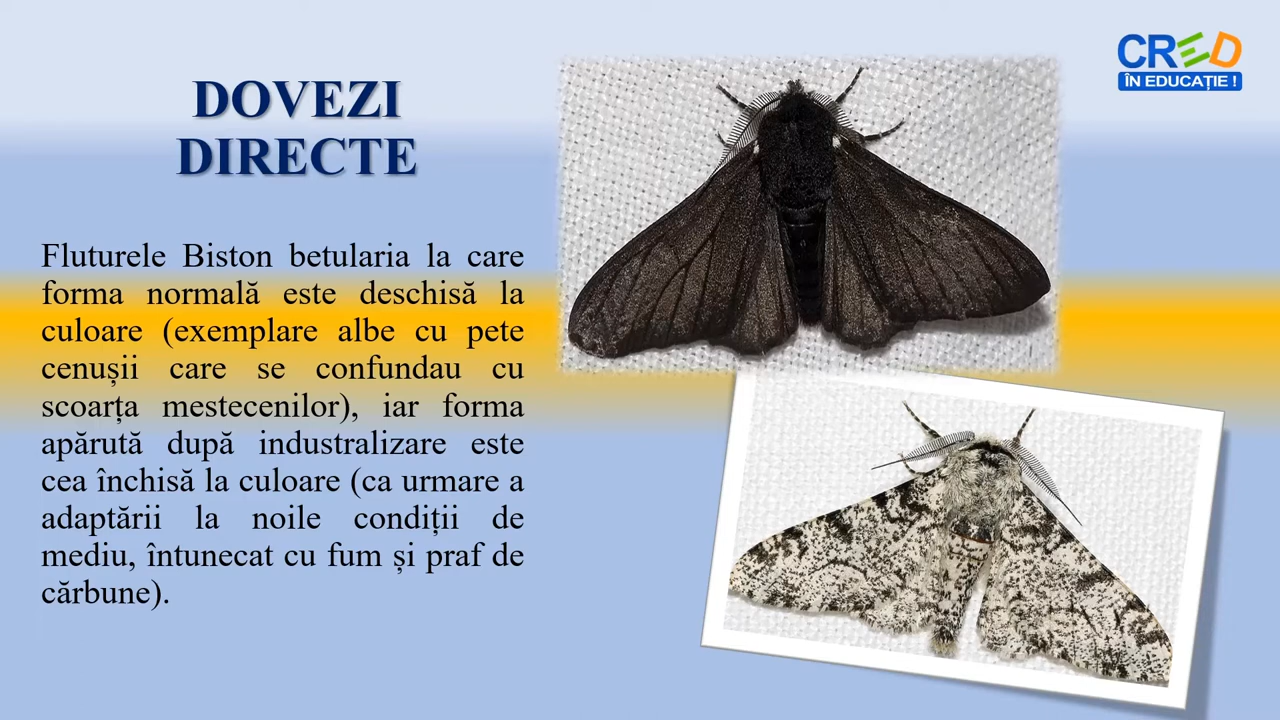 CRED
ÎN EDUCAȚIE !
DOVEZI
DIRECTE
Fluturele Biston betularia la care
forma normală este deschisă la
culoare (exemplare albe cu pete
cenușii care se confundau cu
scoarța mestecenilor), iar forma
apărută după industralizare este
cea închisă la culoare (ca urmare a
adaptării la noile condiții de
mediu, întunecat cu fum și praf de
cărbune).